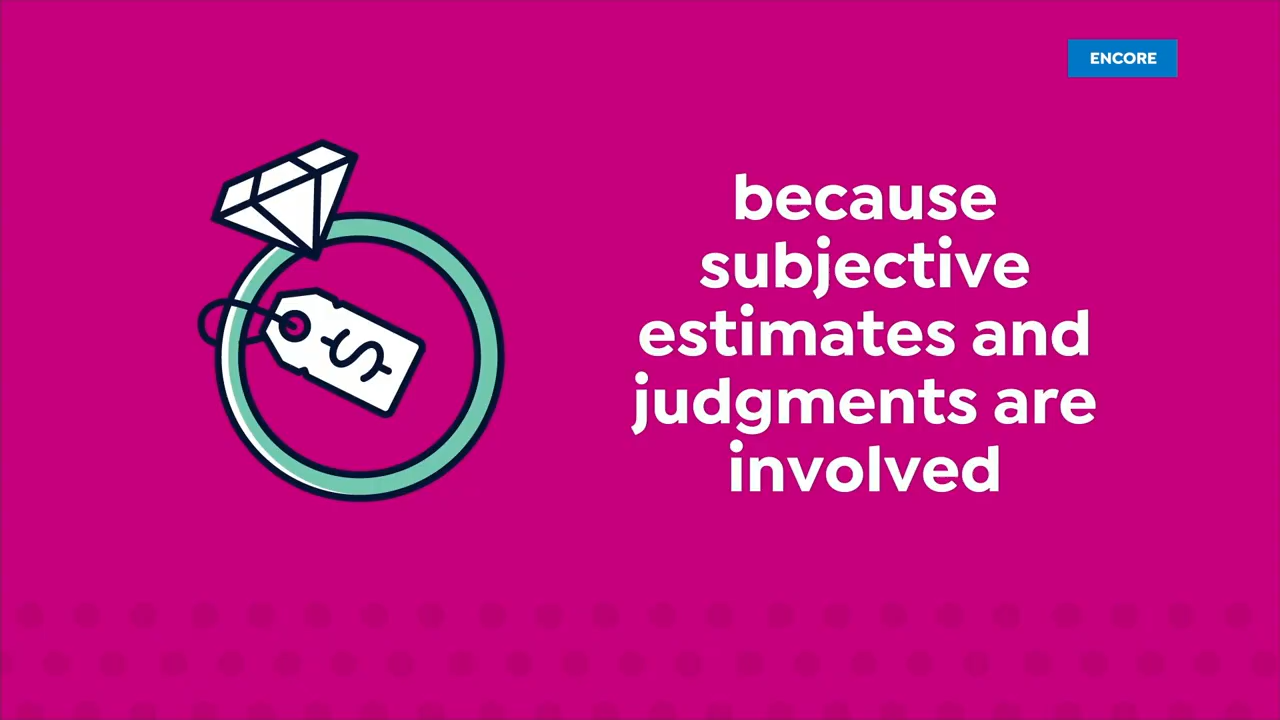 ENCORE
because
subjective
estimates and
judgments are
involved
$